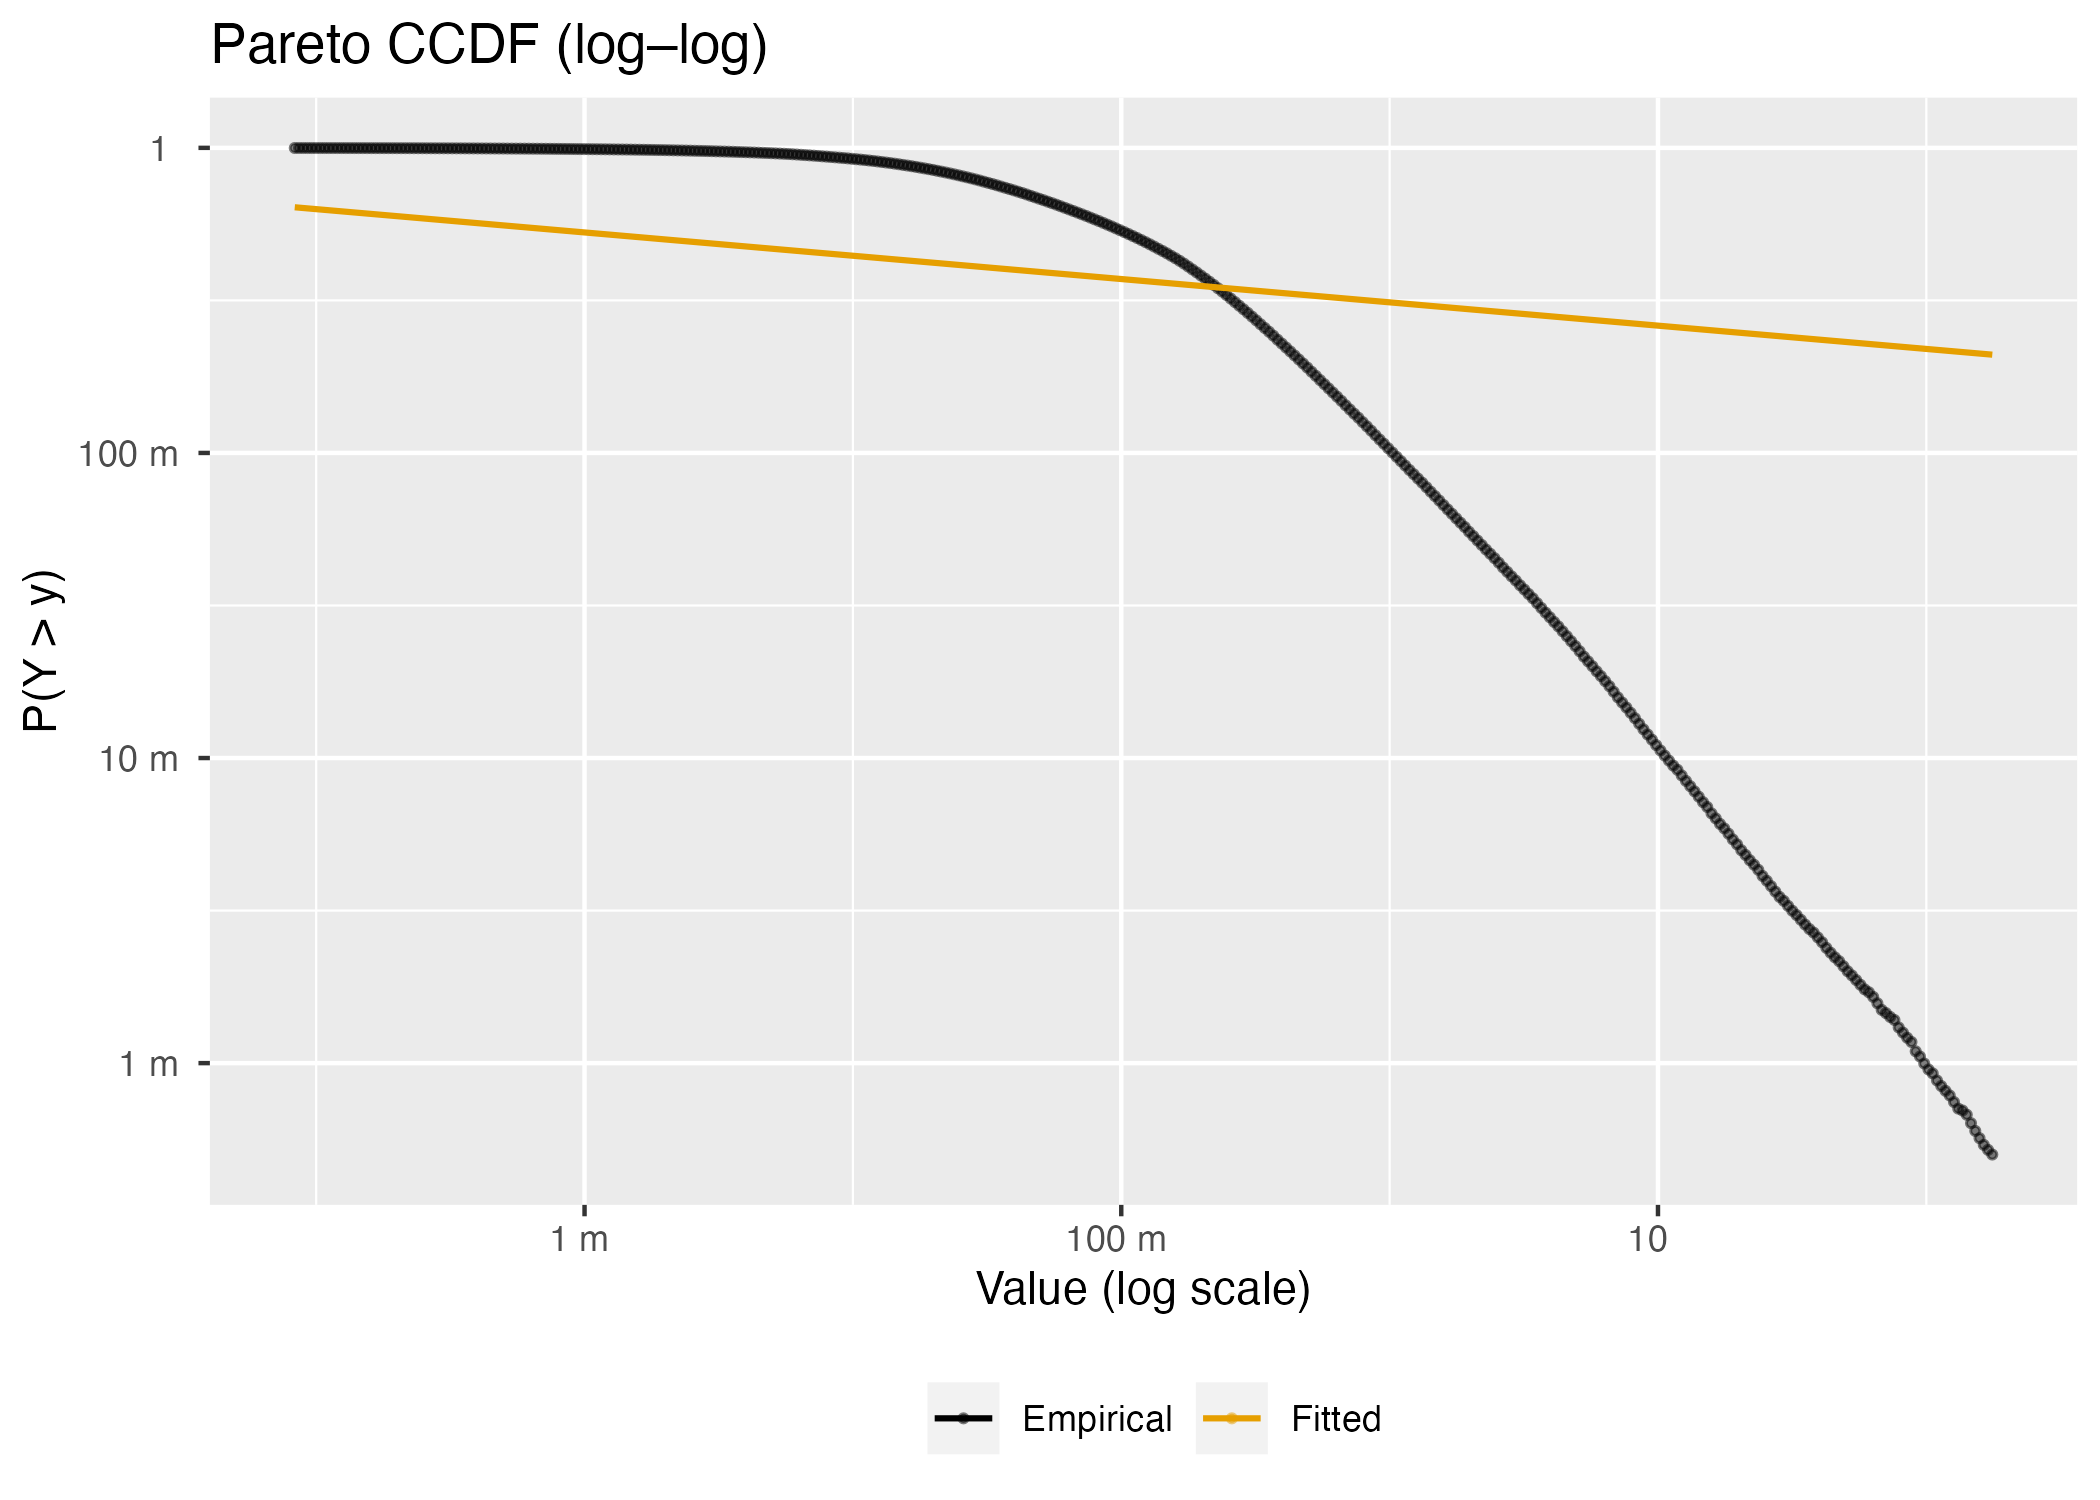 Pareto CCDF (log–log)
P(Y > y)
1
100 m
10 m
1 m
1 m
100 m
10
Value (log scale)
Empirical
Fitted